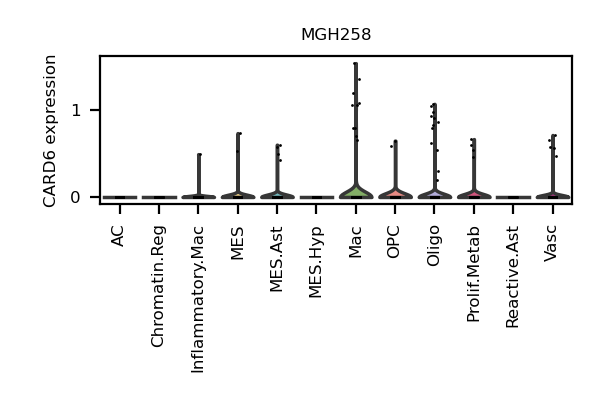 MGH258
CARD6 expression
1
0
AC
Chromatin.Reg
Inflammatory.Mac
MES
MES.Ast
MES.Hyp
Mac
OPC
Oligo
Prolif.Metab
Reactive.Ast
Vasc